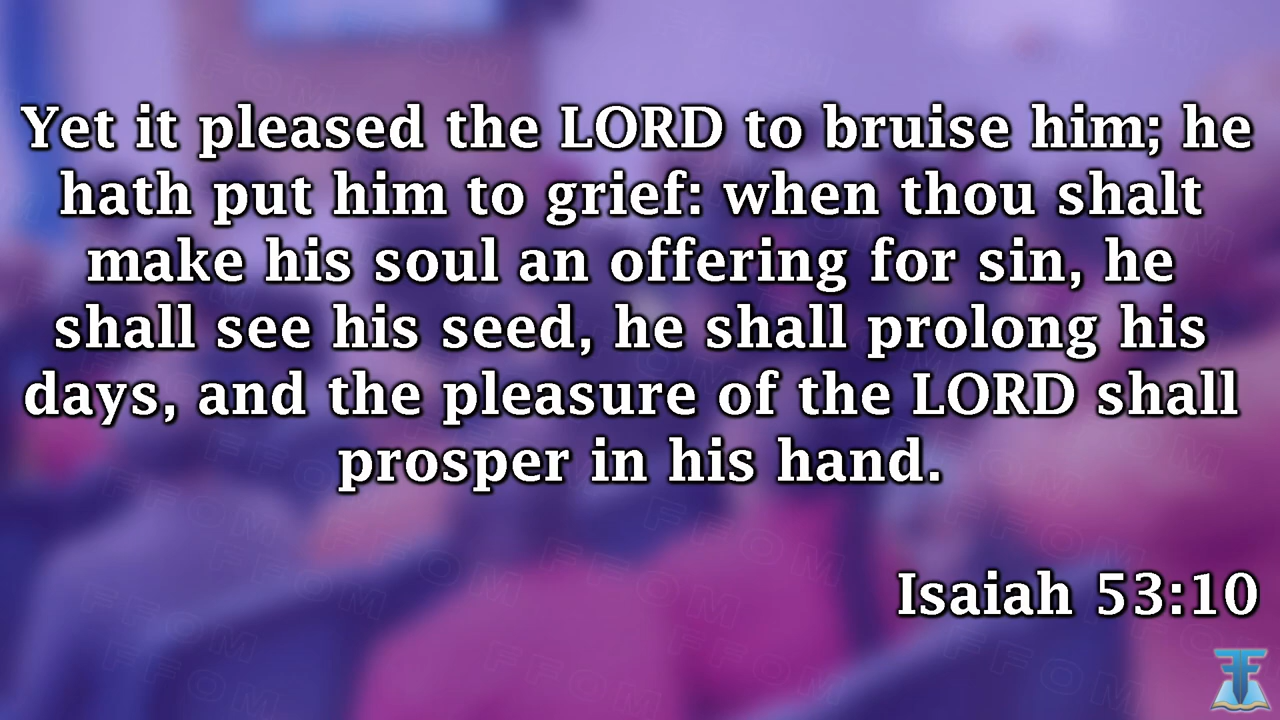 Yet it pleased the LORD to bruise him; he
hath put him to grief: when thou shalt
make his soul an offering for sin, he
shall see his seed, he shall prolong his
days, and the pleasure of the LORD shall
prosper in his hand.
Isaiah 53:10